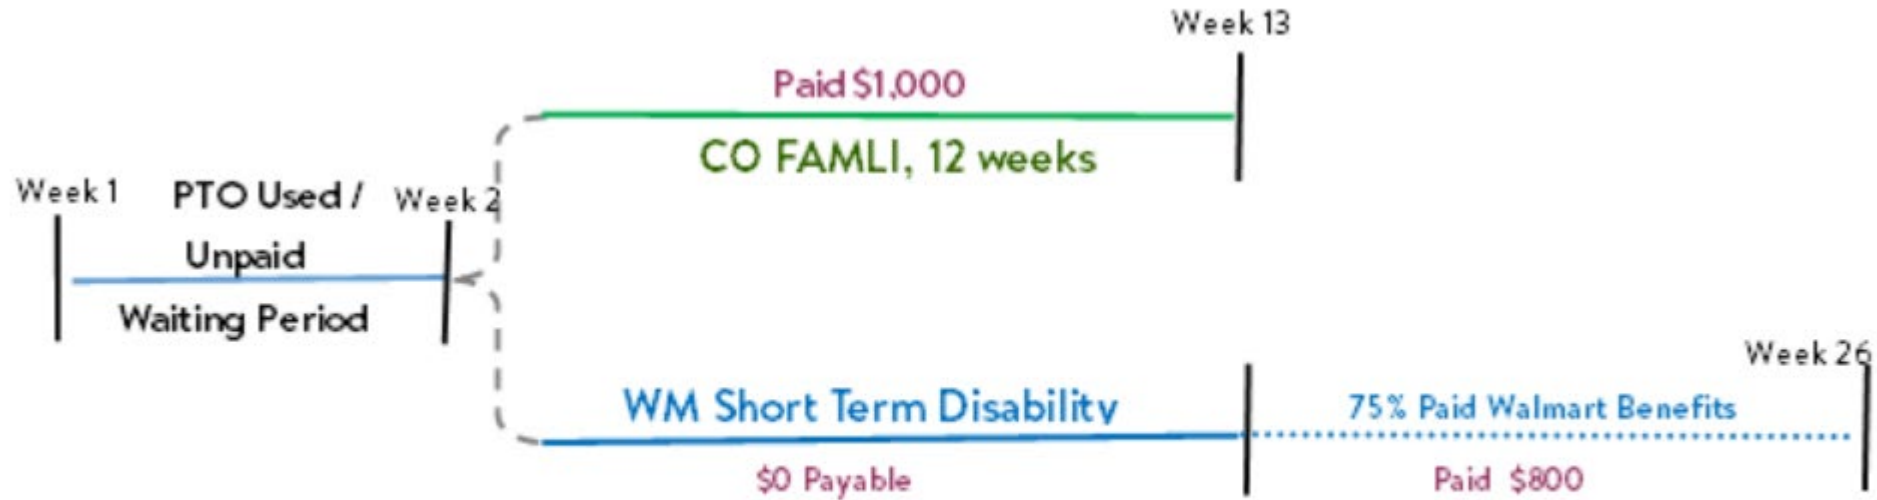 Week 13
Paid $1,000
CO FAMLI, 12 weeks
Week 1
PTO Used /
Week 2
Unpaid
Waiting Period
Week 26
WM Short Term Disability
75% Paid Walmart Benefits
$0 Payable
Paid $800